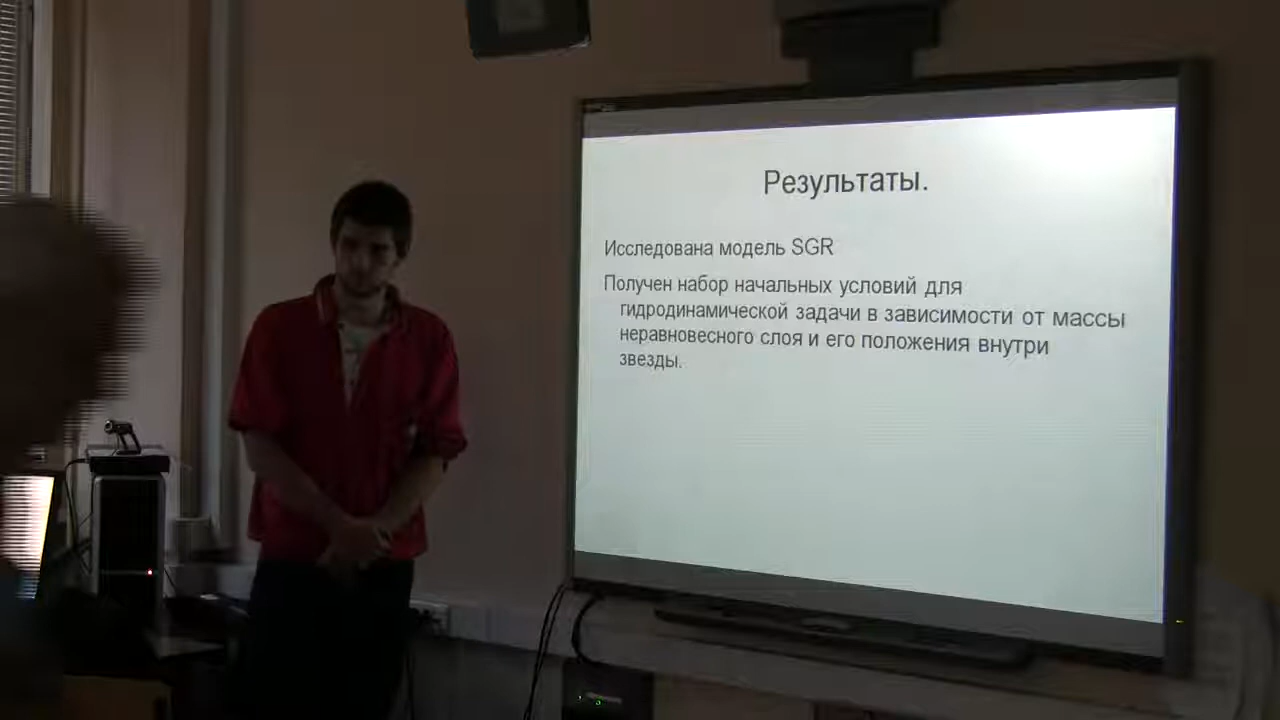 Результаты.
Исследована модель SGR
Получен набор начальных условий для
гидродинамической задачи в зависимости от массы
неравновесного слоя и его положения внутри
звезды.